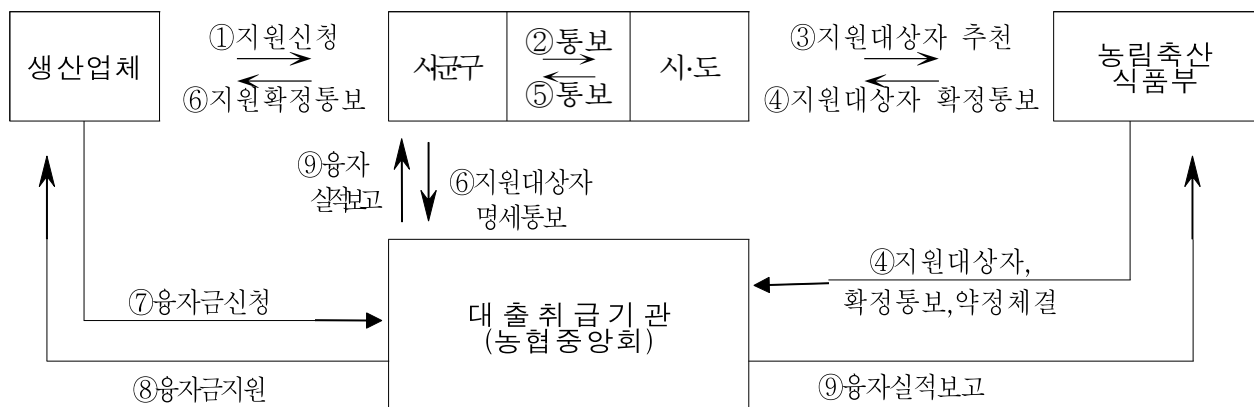 ①지원신청
②통보
③지원대상자 추천
생산업체
시·군·구
시·도
농림축산
식품부
⑥지원확정통보
⑤통보
④지원대상자 확정통보
⑨융자
실적보고
⑥지원대상자
명세통보
④지원대상자,
확정통보,약정체결
⑦융자금신청
대출취급기관
(농협중앙회)
⑧융자금지원
⑨융자실적보고